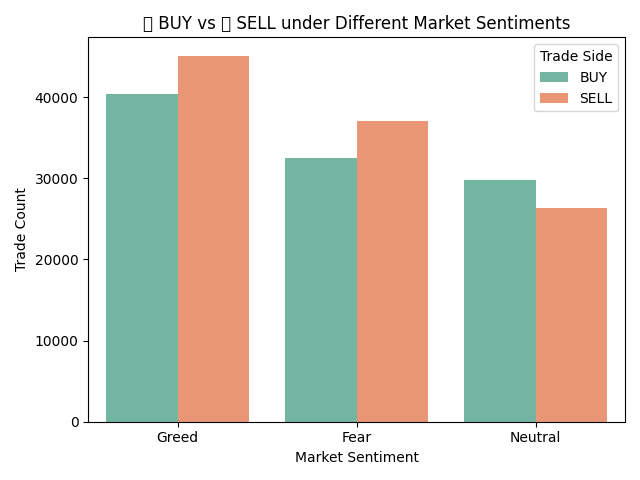 ▯ BUY vs ▯ SELL under Different Market Sentiments
Trade Side
BUY
SELL
Trade Count
40000
30000
20000
10000
0
Greed Fear Neutral
Market Sentiment